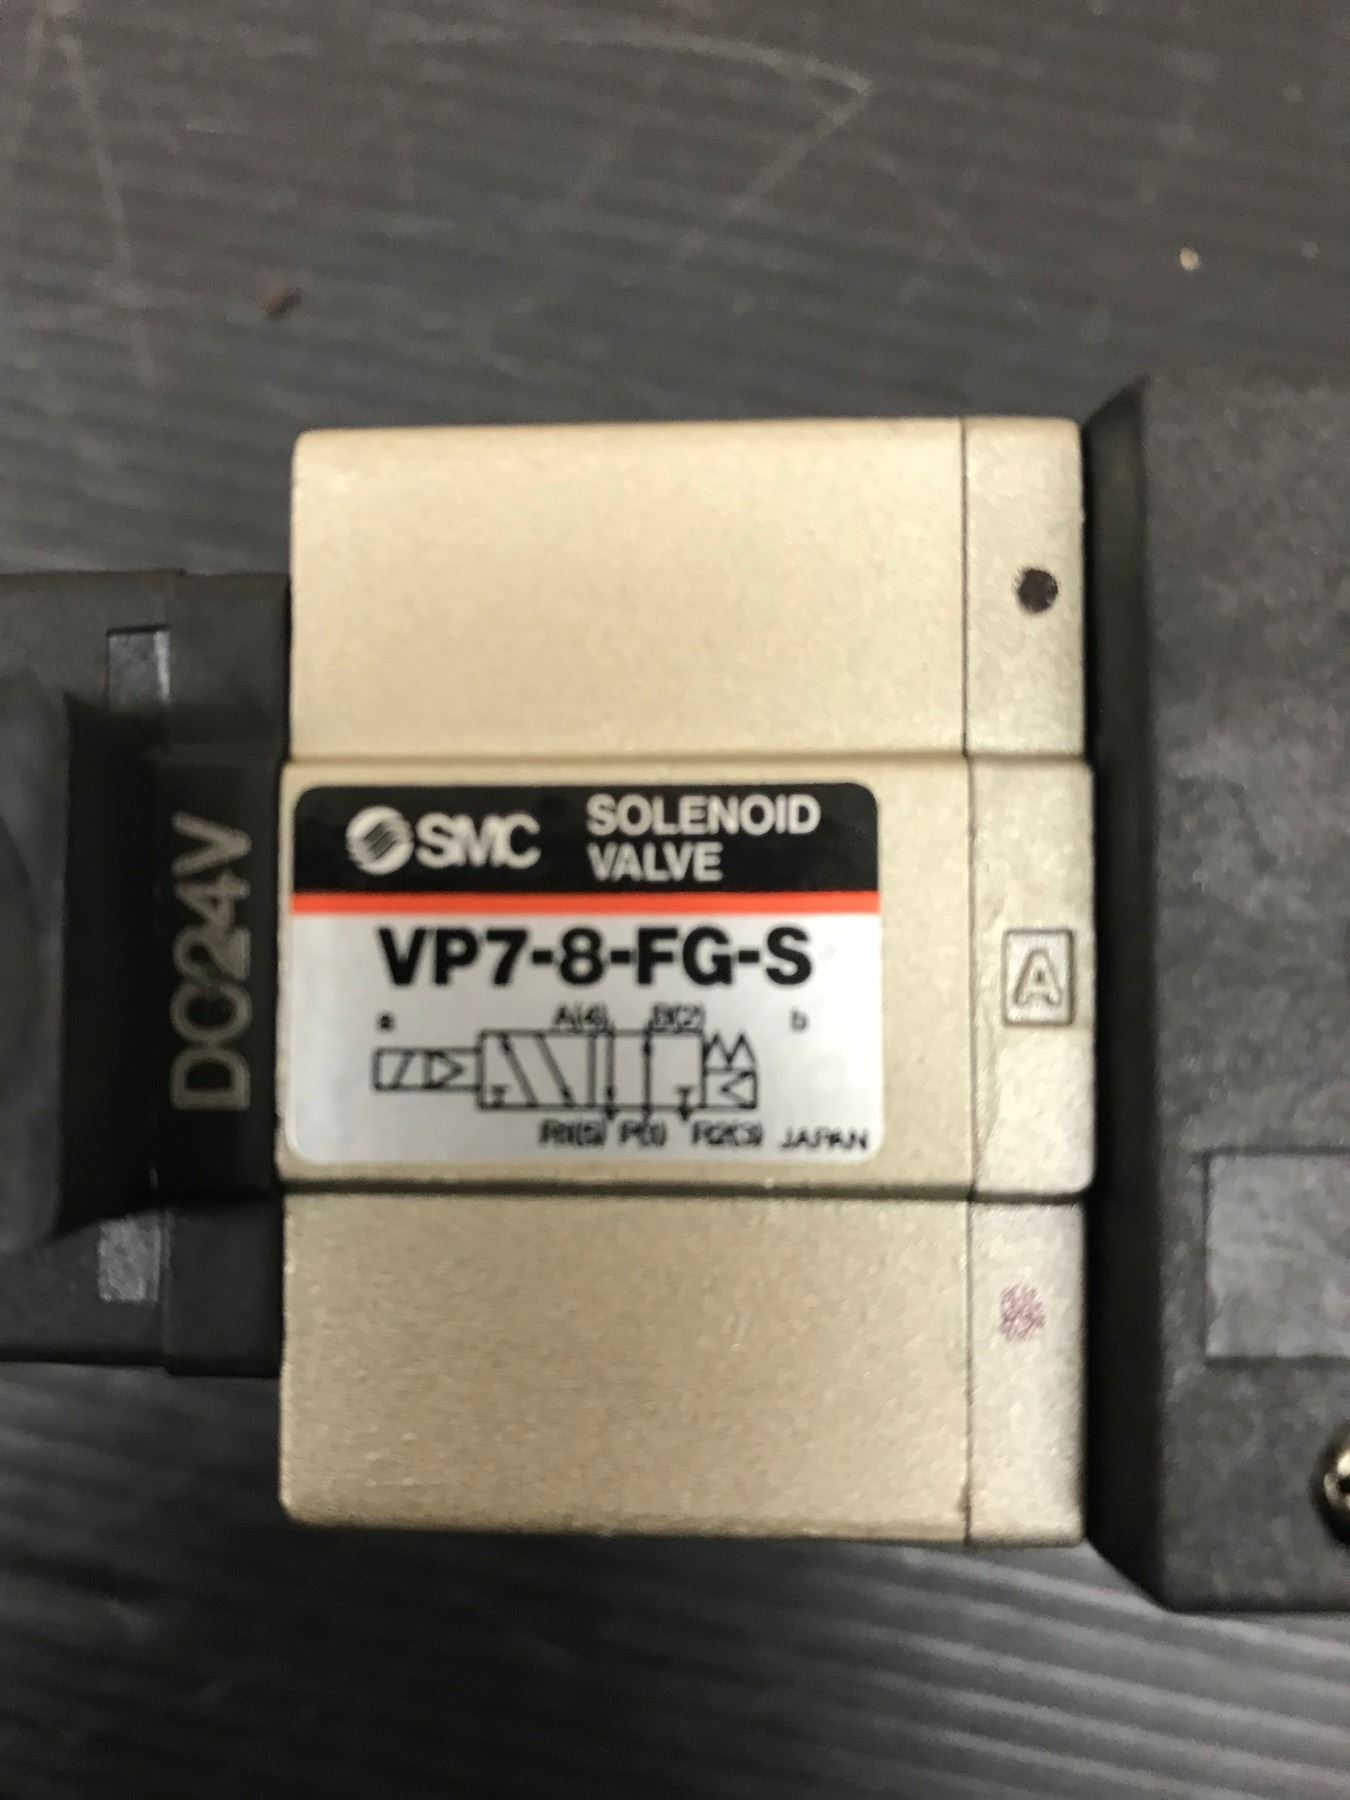 SMC SOLENOID
VALVE
VP7-8-FG-S
a A(4) B(2) b
R1(5) P(1) R2(3) JAPAN
DC24V
A